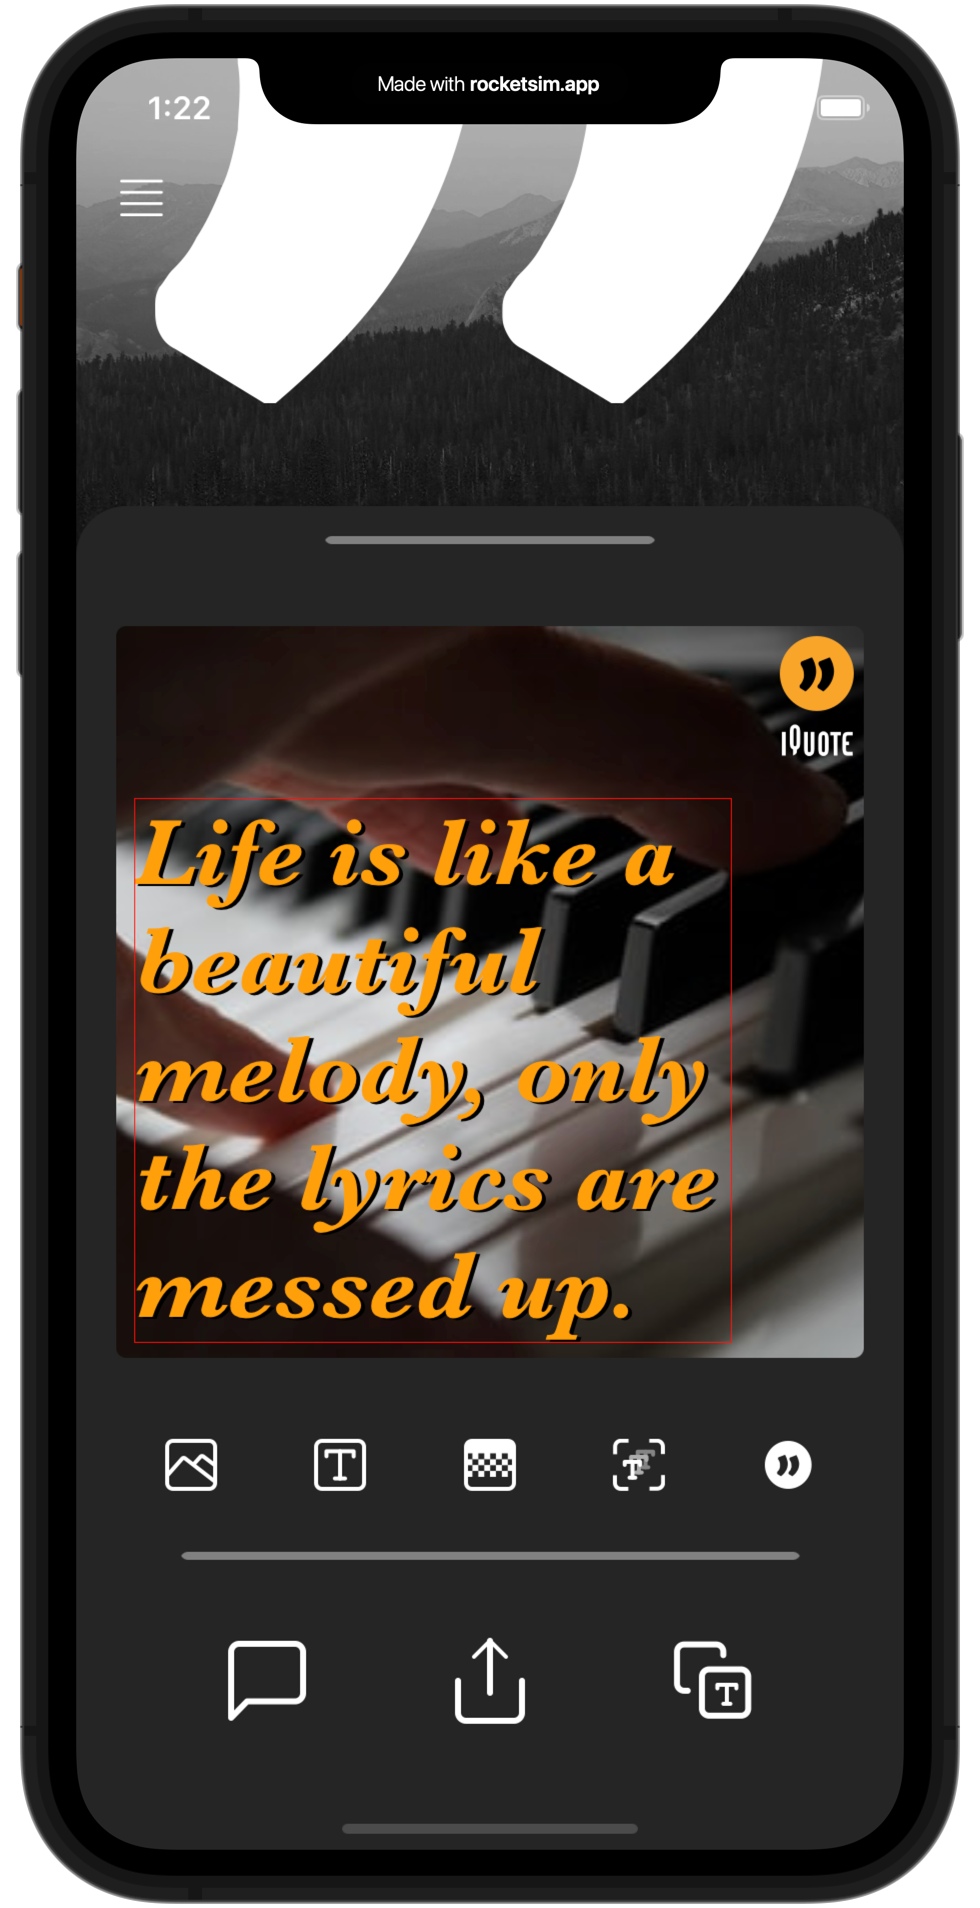 Made with rocketsim.app
1:22
IQUOTE
Life is like a
beautiful
melody, only
the lyrics are
messed up.
T
T
T
T